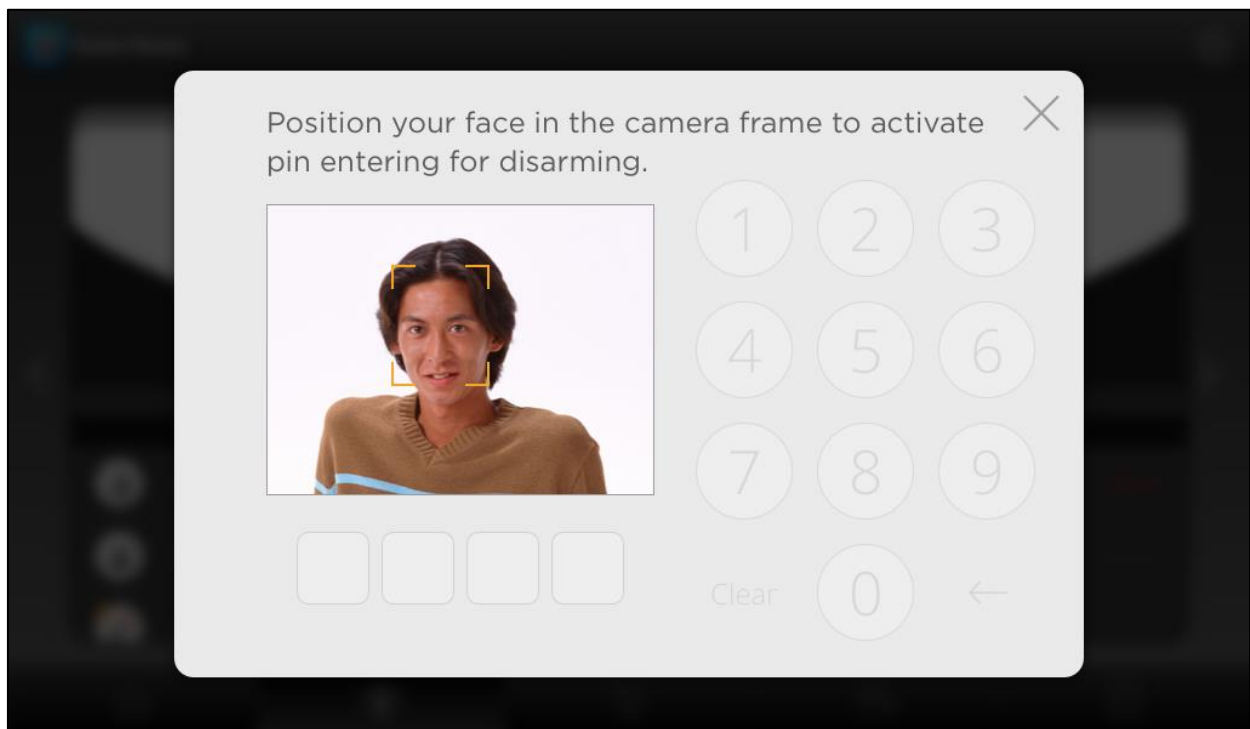 Position your face in the camera frame to activate
pin entering for disarming.
1 2 3
4 5 6
7 8 9
Clear 0 ←